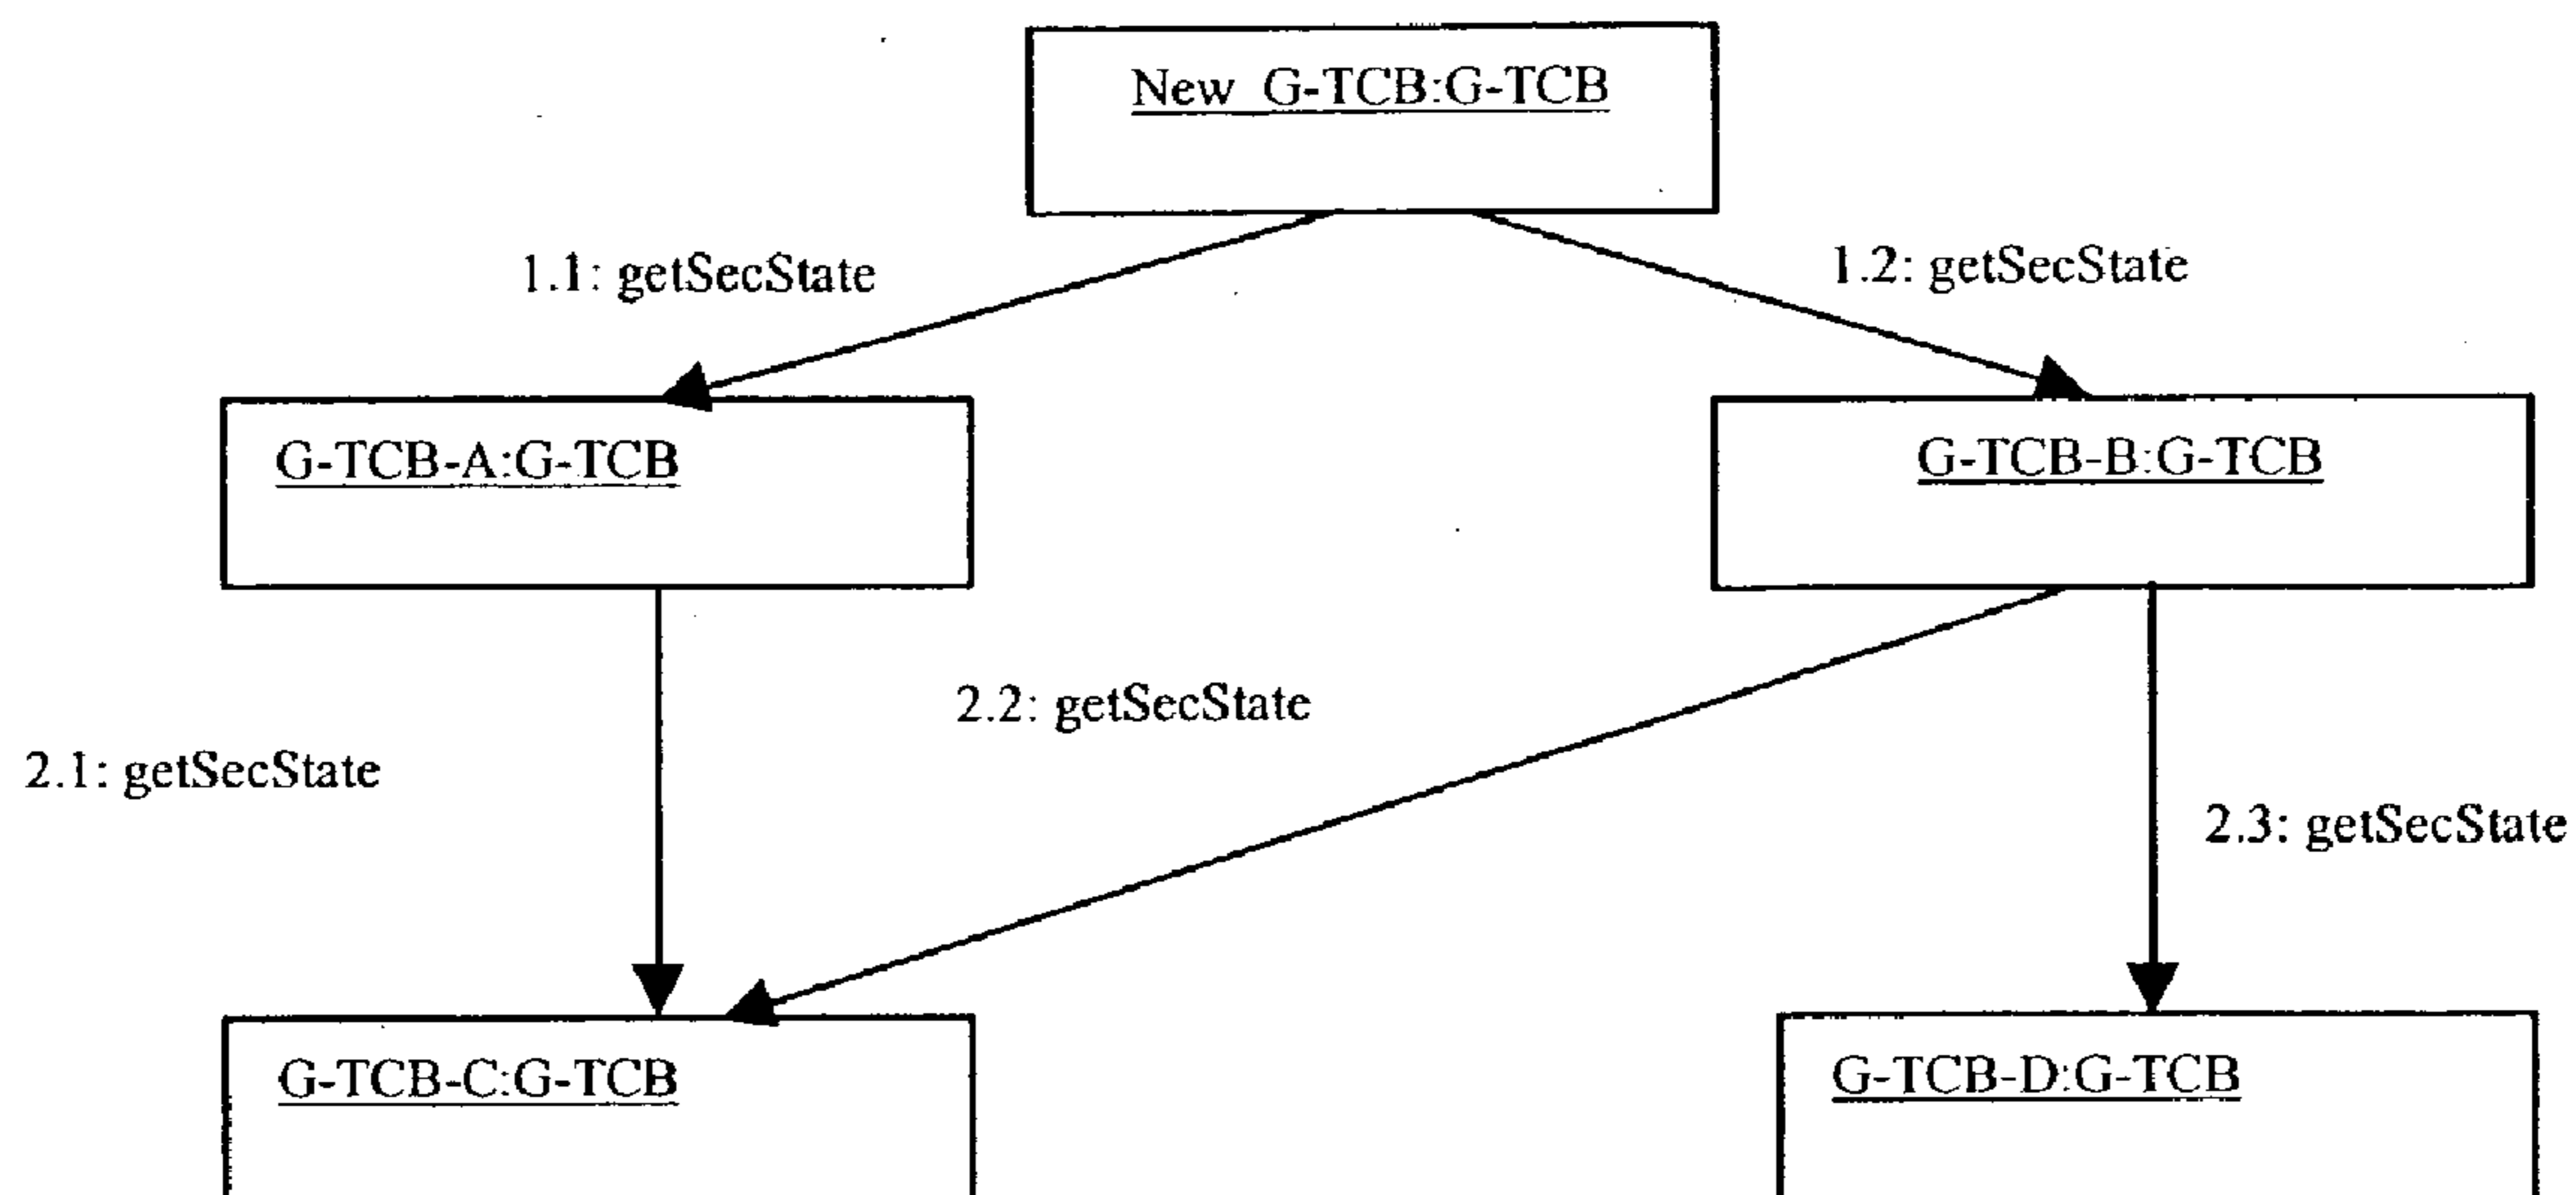 New G-TCB:G-TCB
1.1: getSecState
1.2: getSecState
G-TCB-A:G-TCB
G-TCB-B:G-TCB
2.2: getSecState
2.1: getSecState
2.3: getSecState
G-TCB-C:G-TCB
G-TCB-D:G-TCB